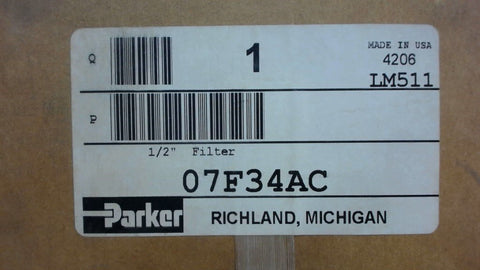 Q
1
MADE IN USA
4206
LM511
P
1/2" Filter
07F34AC
Parker
RICHLAND, MICHIGAN